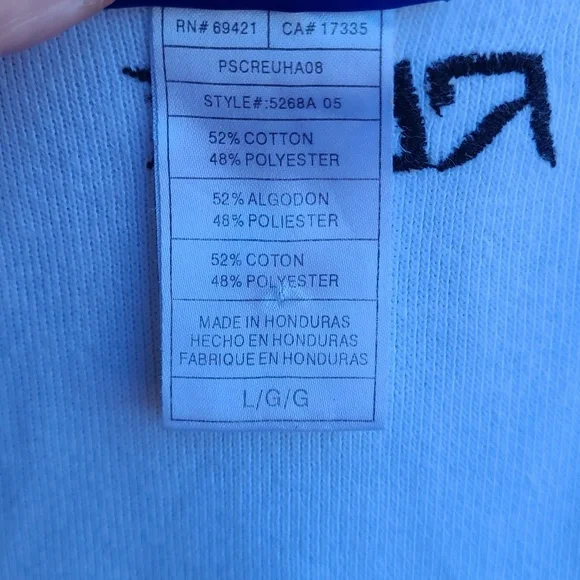 RN# 69421 CA# 17335
PSCREUHA08
STYLE#:5268A 05
52% COTTON
48% POLYESTER
52% ALGODON
48% POLIESTER
52% COTON
48% POLYESTER
MADE IN HONDURAS
HECHO EN HONDURAS
FABRIQUE EN HONDURAS
L/G/G